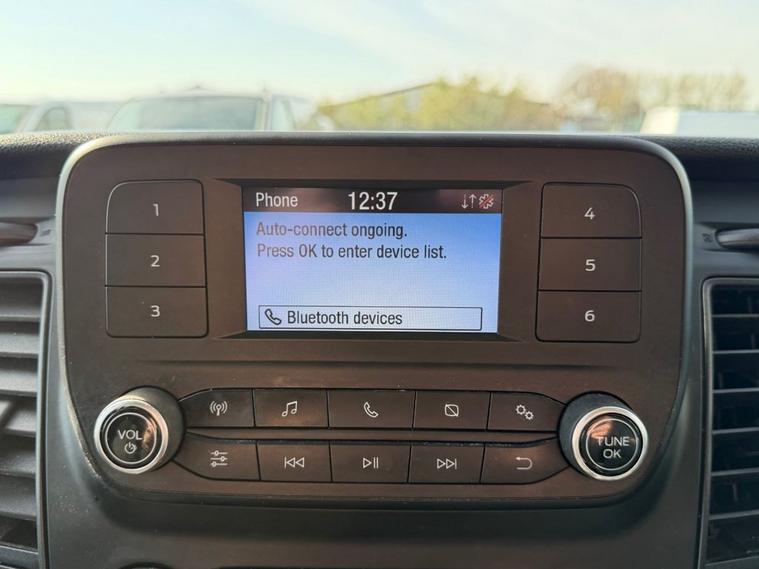 Phone 12:37
Auto-connect ongoing.
Press OK to enter device list.
Bluetooth devices
1
2
3
4
5
6
VOL
TUNE
OK